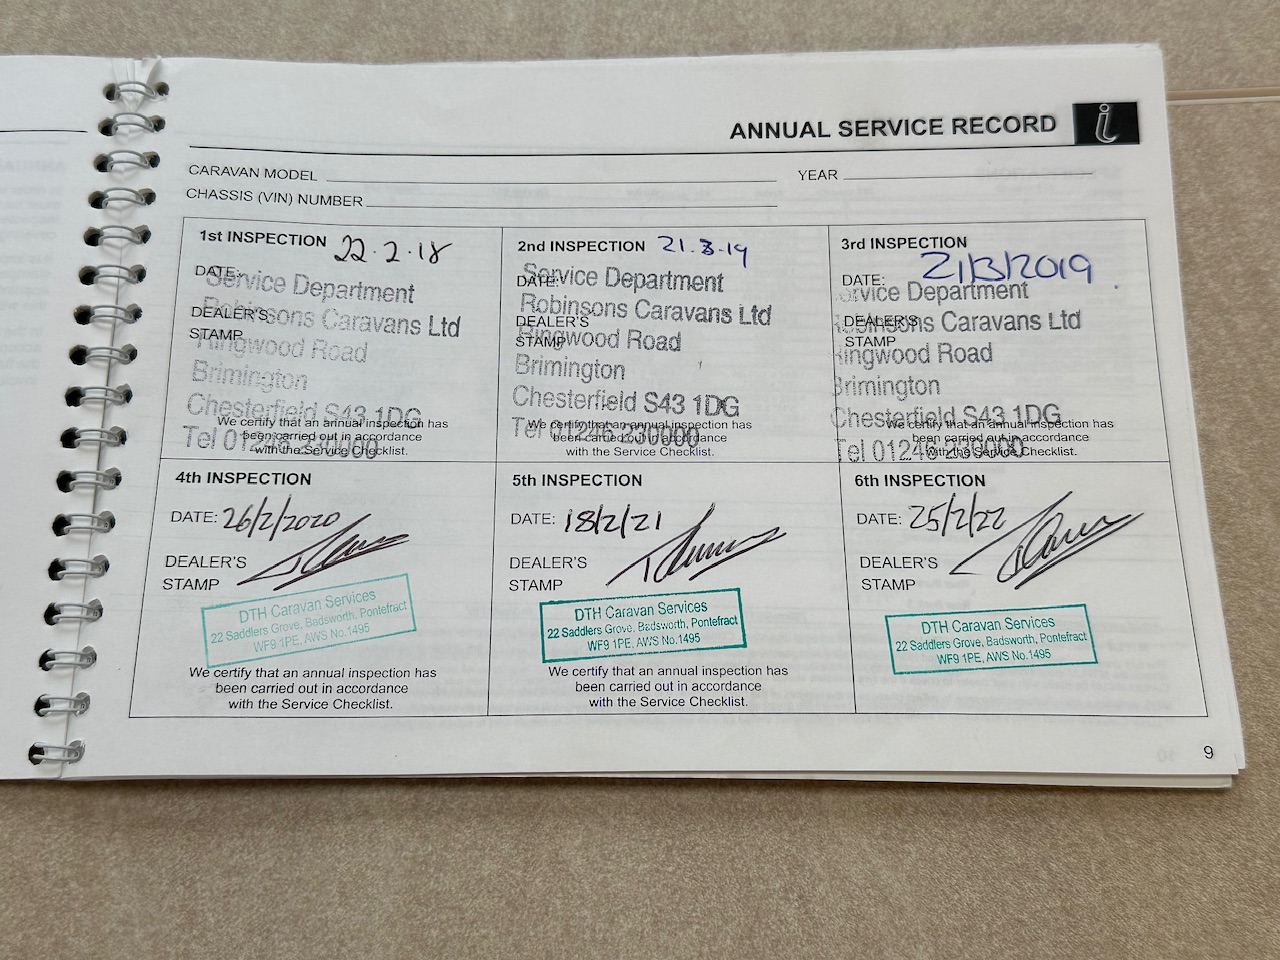 ANNUAL SERVICE RECORD i
CARAVAN MODEL
YEAR
CHASSIS (VIN) NUMBER
1st INSPECTION 22.2.18
DATE:
Service Department
Robinsons Caravans Ltd
DEALER'S
STAMP
Ringwood Road
Brimington
Chesterfield S43 1DG
Tel 01246 230000
We certify that an annual inspection has
been carried out in accordance
with the Service Checklist.
2nd INSPECTION 21.3.19
DATE:
Service Department
Robinsons Caravans Ltd
DEALER'S
STAMP
Ringwood Road
Brimington
Chesterfield S43 1DG
Tel 01246 230000
We certify that an annual inspection has
been carried out in accordance
with the Service Checklist.
3rd INSPECTION
DATE: 21/3/2019
Service Department
Robinsons Caravans Ltd
DEALER'S
STAMP
Ringwood Road
Brimington
Chesterfield S43 1DG
Tel 01246 230000
We certify that an annual inspection has
been carried out in accordance
with the Service Checklist.
4th INSPECTION
DATE: 26/2/2020
DEALER'S
STAMP
DTH Caravan Services
22 Saddlers Grove, Badsworth, Pontefract
WF9 1PE, AWS No.1495
We certify that an annual inspection has
been carried out in accordance
with the Service Checklist.
5th INSPECTION
DATE: 18/2/21
DEALER'S
STAMP
DTH Caravan Services
22 Saddlers Grove, Badsworth, Pontefract
WF9 1PE, AWS No.1495
We certify that an annual inspection has
been carried out in accordance
with the Service Checklist.
6th INSPECTION
DATE: 25/2/22
DEALER'S
STAMP
DTH Caravan Services
22 Saddlers Grove, Badsworth, Pontefract
WF9 1PE, AWS No.1495
9